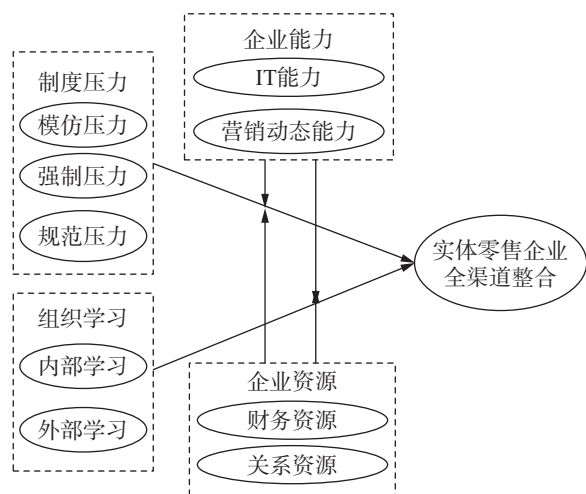 制度压力
模仿压力
强制压力
规范压力
企业能力
IT能力
营销动态能力
实体零售企业
全渠道整合
组织学习
内部学习
外部学习
企业资源
财务资源
关系资源